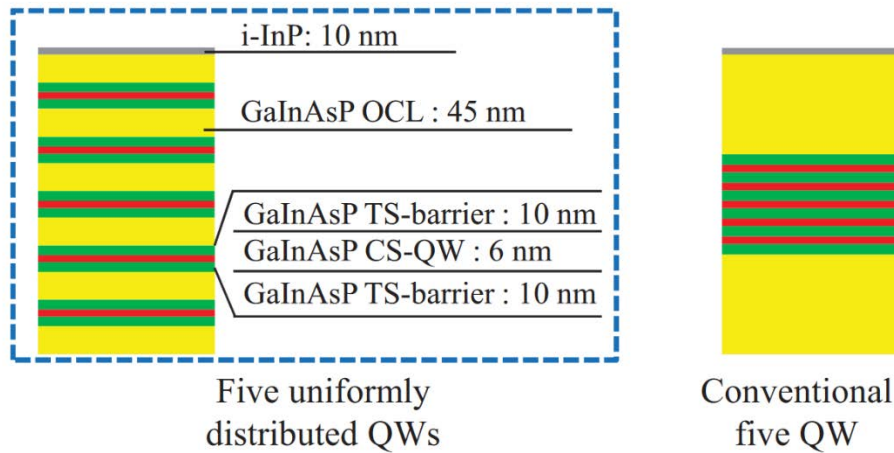 i-InP: 10 nm
GaInAsP OCL : 45 nm
GaInAsP TS-barrier : 10 nm
GaInAsP CS-QW : 6 nm
GaInAsP TS-barrier : 10 nm
Five uniformly
distributed QWs
Conventional
five QW